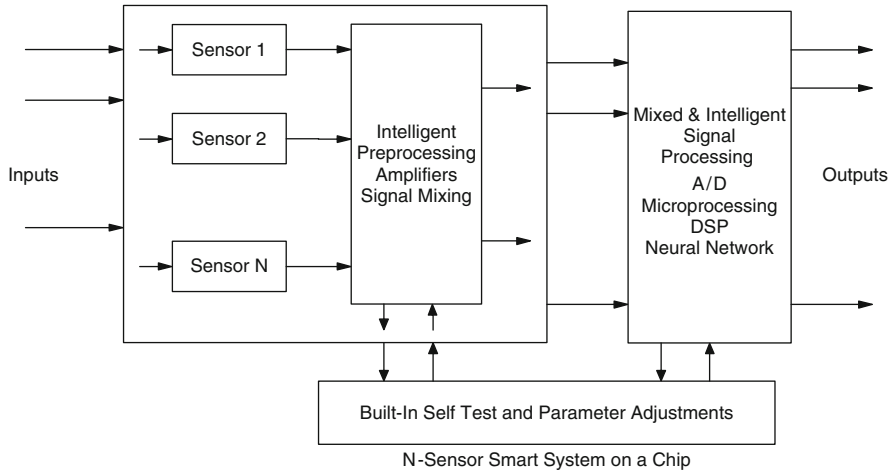 Inputs
Sensor 1
Sensor 2
Sensor N
Intelligent
Preprocessing
Amplifiers
Signal Mixing
Mixed & Intelligent
Signal
Processing
A/D
Microprocessing
DSP
Neural Network
Outputs
Built-In Self Test and Parameter Adjustments
N-Sensor Smart System on a Chip